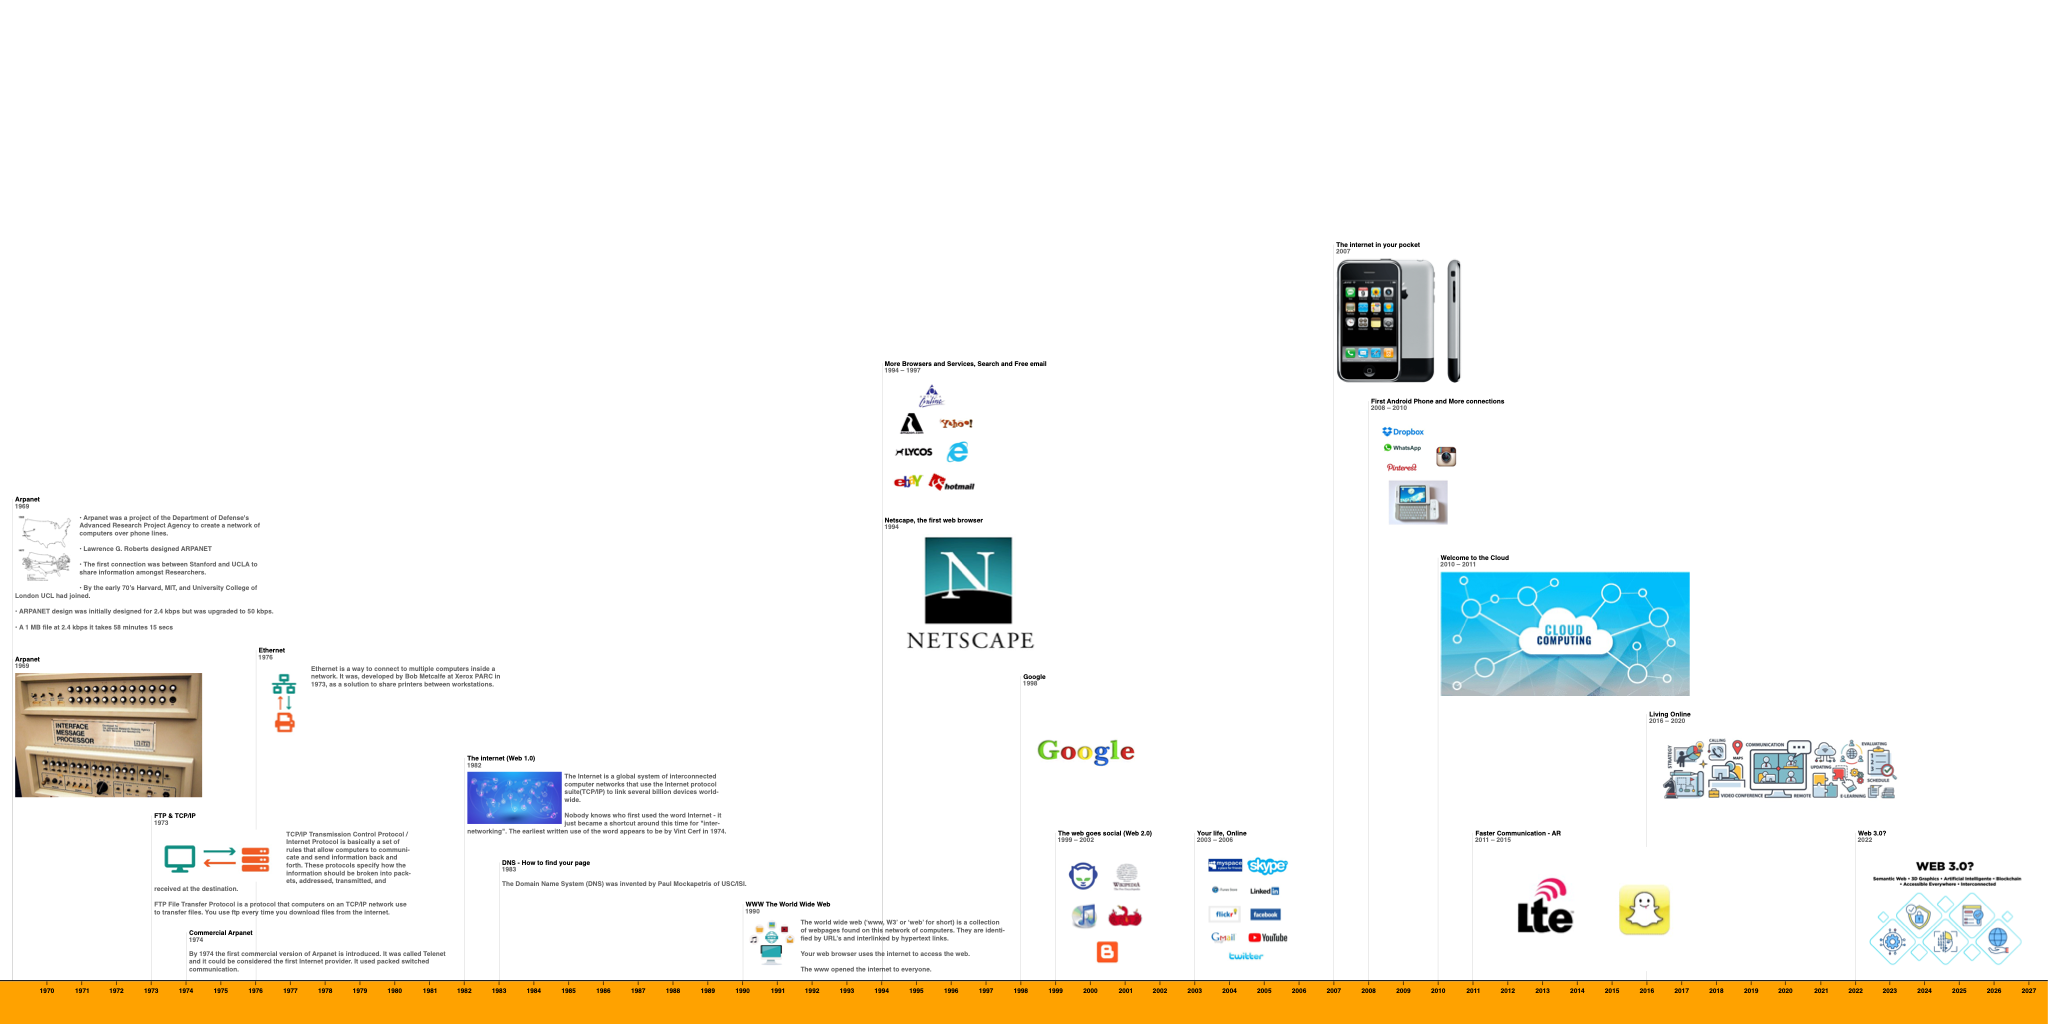 The internet in your pocket
2007
More Browsers and Services, Search and Free email
1994 – 1997
Online
amazon.com
Yahoo!
LYCOS
ebY
hotmail
First Android Phone and More connections
2008 – 2010
Dropbox
WhatsApp
Pinterest
Arpanet
1969
• Arpanet was a project of the Department of Defense's
Advanced Research Project Agency to create a network of
computers over phone lines.
• Lawrence G. Roberts designed ARPANET
• The first connection was between Stanford and UCLA to
share information amongst Researchers.
• By the early 70's Harvard, MIT, and University College of
London UCL had joined.
• ARPANET design was initially designed for 2.4 kbps but was upgraded to 50 kbps.
• A 1 MB file at 2.4 kbps it takes 58 minutes 15 secs
Netscape, the first web browser
1994
N
NETSCAPE
Welcome to the Cloud
2010 – 2011
CLOUD
COMPUTING
Ethernet
1976
Ethernet is a way to connect to multiple computers inside a
network. It was, developed by Bob Metcalfe at Xerox PARC in
1973, as a solution to share printers between workstations.
Arpanet
1969
INTERFACE
MESSAGE
PROCESSOR
Google
1998
Google
Living Online
2016 – 2020
STRATEGY
CALLING
MAPS
COMMUNICATION
EVALUATING
UPDATING
SCHEDULE
VIDEO CONFERENCE
REMOTE
E-LEARNING
The internet (Web 1.0)
1982
The Internet is a global system of interconnected
computer networks that use the Internet protocol
suite(TCP/IP) to link several billion devices world-
wide.
Nobody knows who first used the word Internet - it
just became a shortcut around this time for "inter-
networking". The earliest written use of the word appears to be by Vint Cerf in 1974.
FTP & TCP/IP
1973
TCP/IP Transmission Control Protocol /
Internet Protocol is basically a set of
rules that allow computers to communi-
cate and send information back and
forth. These protocols specify how the
information should be broken into pack-
ets, addressed, transmitted, and
received at the destination.
FTP File Transfer Protocol is a protocol that computers on an TCP/IP network use
to transfer files. You use ftp every time you download files from the internet.
DNS - How to find your page
1983
The Domain Name System (DNS) was invented by Paul Mockapetris of USC/ISI.
The web goes social (Web 2.0)
1999 – 2002
WIKIPEDIA
Your life, Online
2003 – 2006
myspace
skype
iTunes Store
Linked in
flickr
facebook
GMail
YouTube
twitter
Faster Communication - AR
2011 – 2015
Lte
Web 3.0?
2022
WEB 3.0?
Semantic Web • 3D Graphics • Artificial Intelligente • Blockchain
• Accessible Everywhere • Interconnected
WWW The World Wide Web
1990
The world wide web ('www, W3' or 'web' for short) is a collection
of webpages found on this network of computers. They are identi-
fied by URL's and interlinked by hypertext links.
Your web browser uses the internet to access the web.
The www opened the internet to everyone.
Commercial Arpanet
1974
By 1974 the first commercial version of Arpanet is introduced. It was called Telenet
and it could be considered the first Internet provider. It used packed switched
communication.
1970 1971 1972 1973 1974 1975 1976 1977 1978 1979 1980 1981 1982 1983 1984 1985 1986 1987 1988 1989 1990 1991 1992 1993 1994 1995 1996 1997 1998 1999 2000 2001 2002 2003 2004 2005 2006 2007 2008 2009 2010 2011 2012 2013 2014 2015 2016 2017 2018 2019 2020 2021 2022 2023 2024 2025 2026 2027